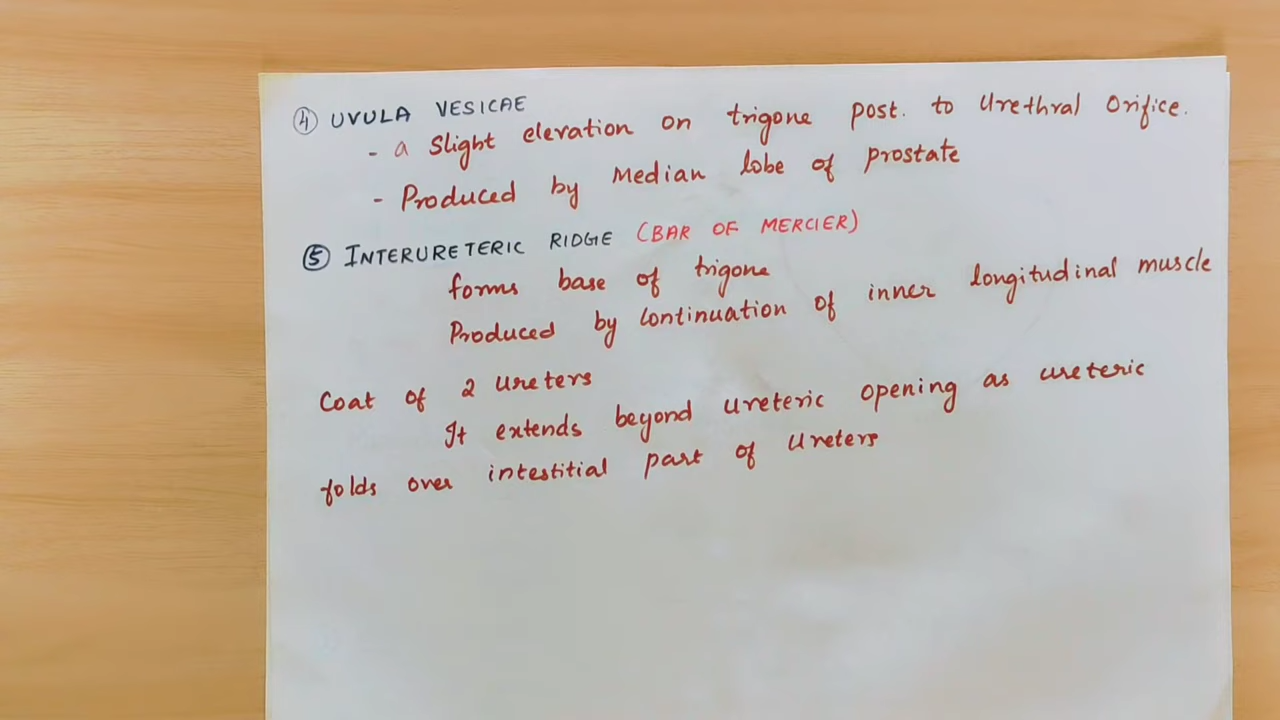 ④ UVULA VESICAE
- a slight elevation on trigone post. to Urethral Orifice.
- Produced by Median lobe of prostate
⑤ INTERURETERIC RIDGE (BAR OF MERCIER)
forms base of trigone
Produced by Continuation of inner longitudinal muscle
Coat of 2 ureters
It extends beyond ureteric opening as ureteric
folds over intestitial part of Ureters